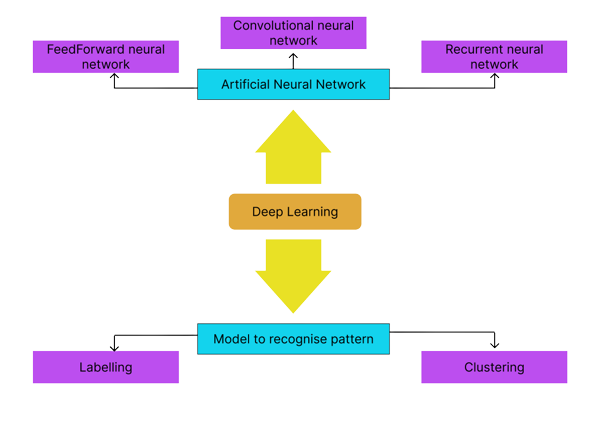 Convolutional neural
network
FeedForward neural
network
Recurrent neural
network
Artificial Neural Network
Deep Learning
Model to recognise pattern
Labelling
Clustering